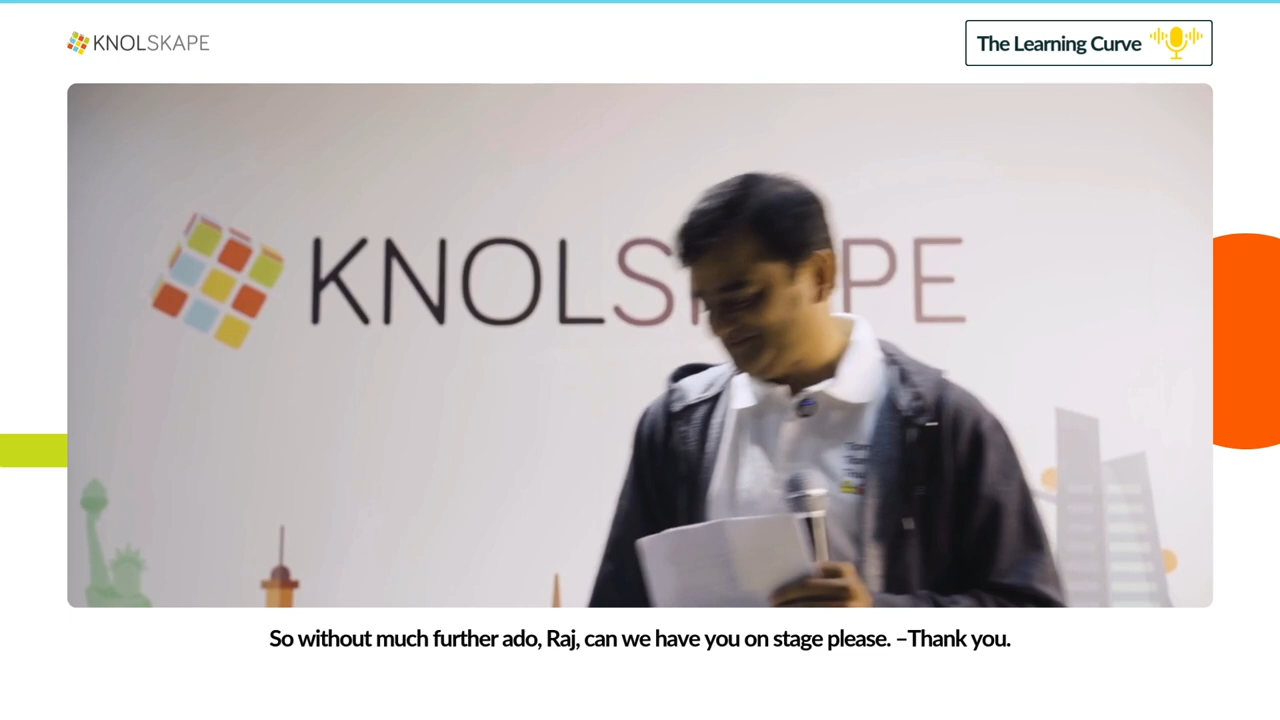 KNOLSKAPE
The Learning Curve
KNOLS PE
So without much further ado, Raj, can we have you on stage please. –Thank you.